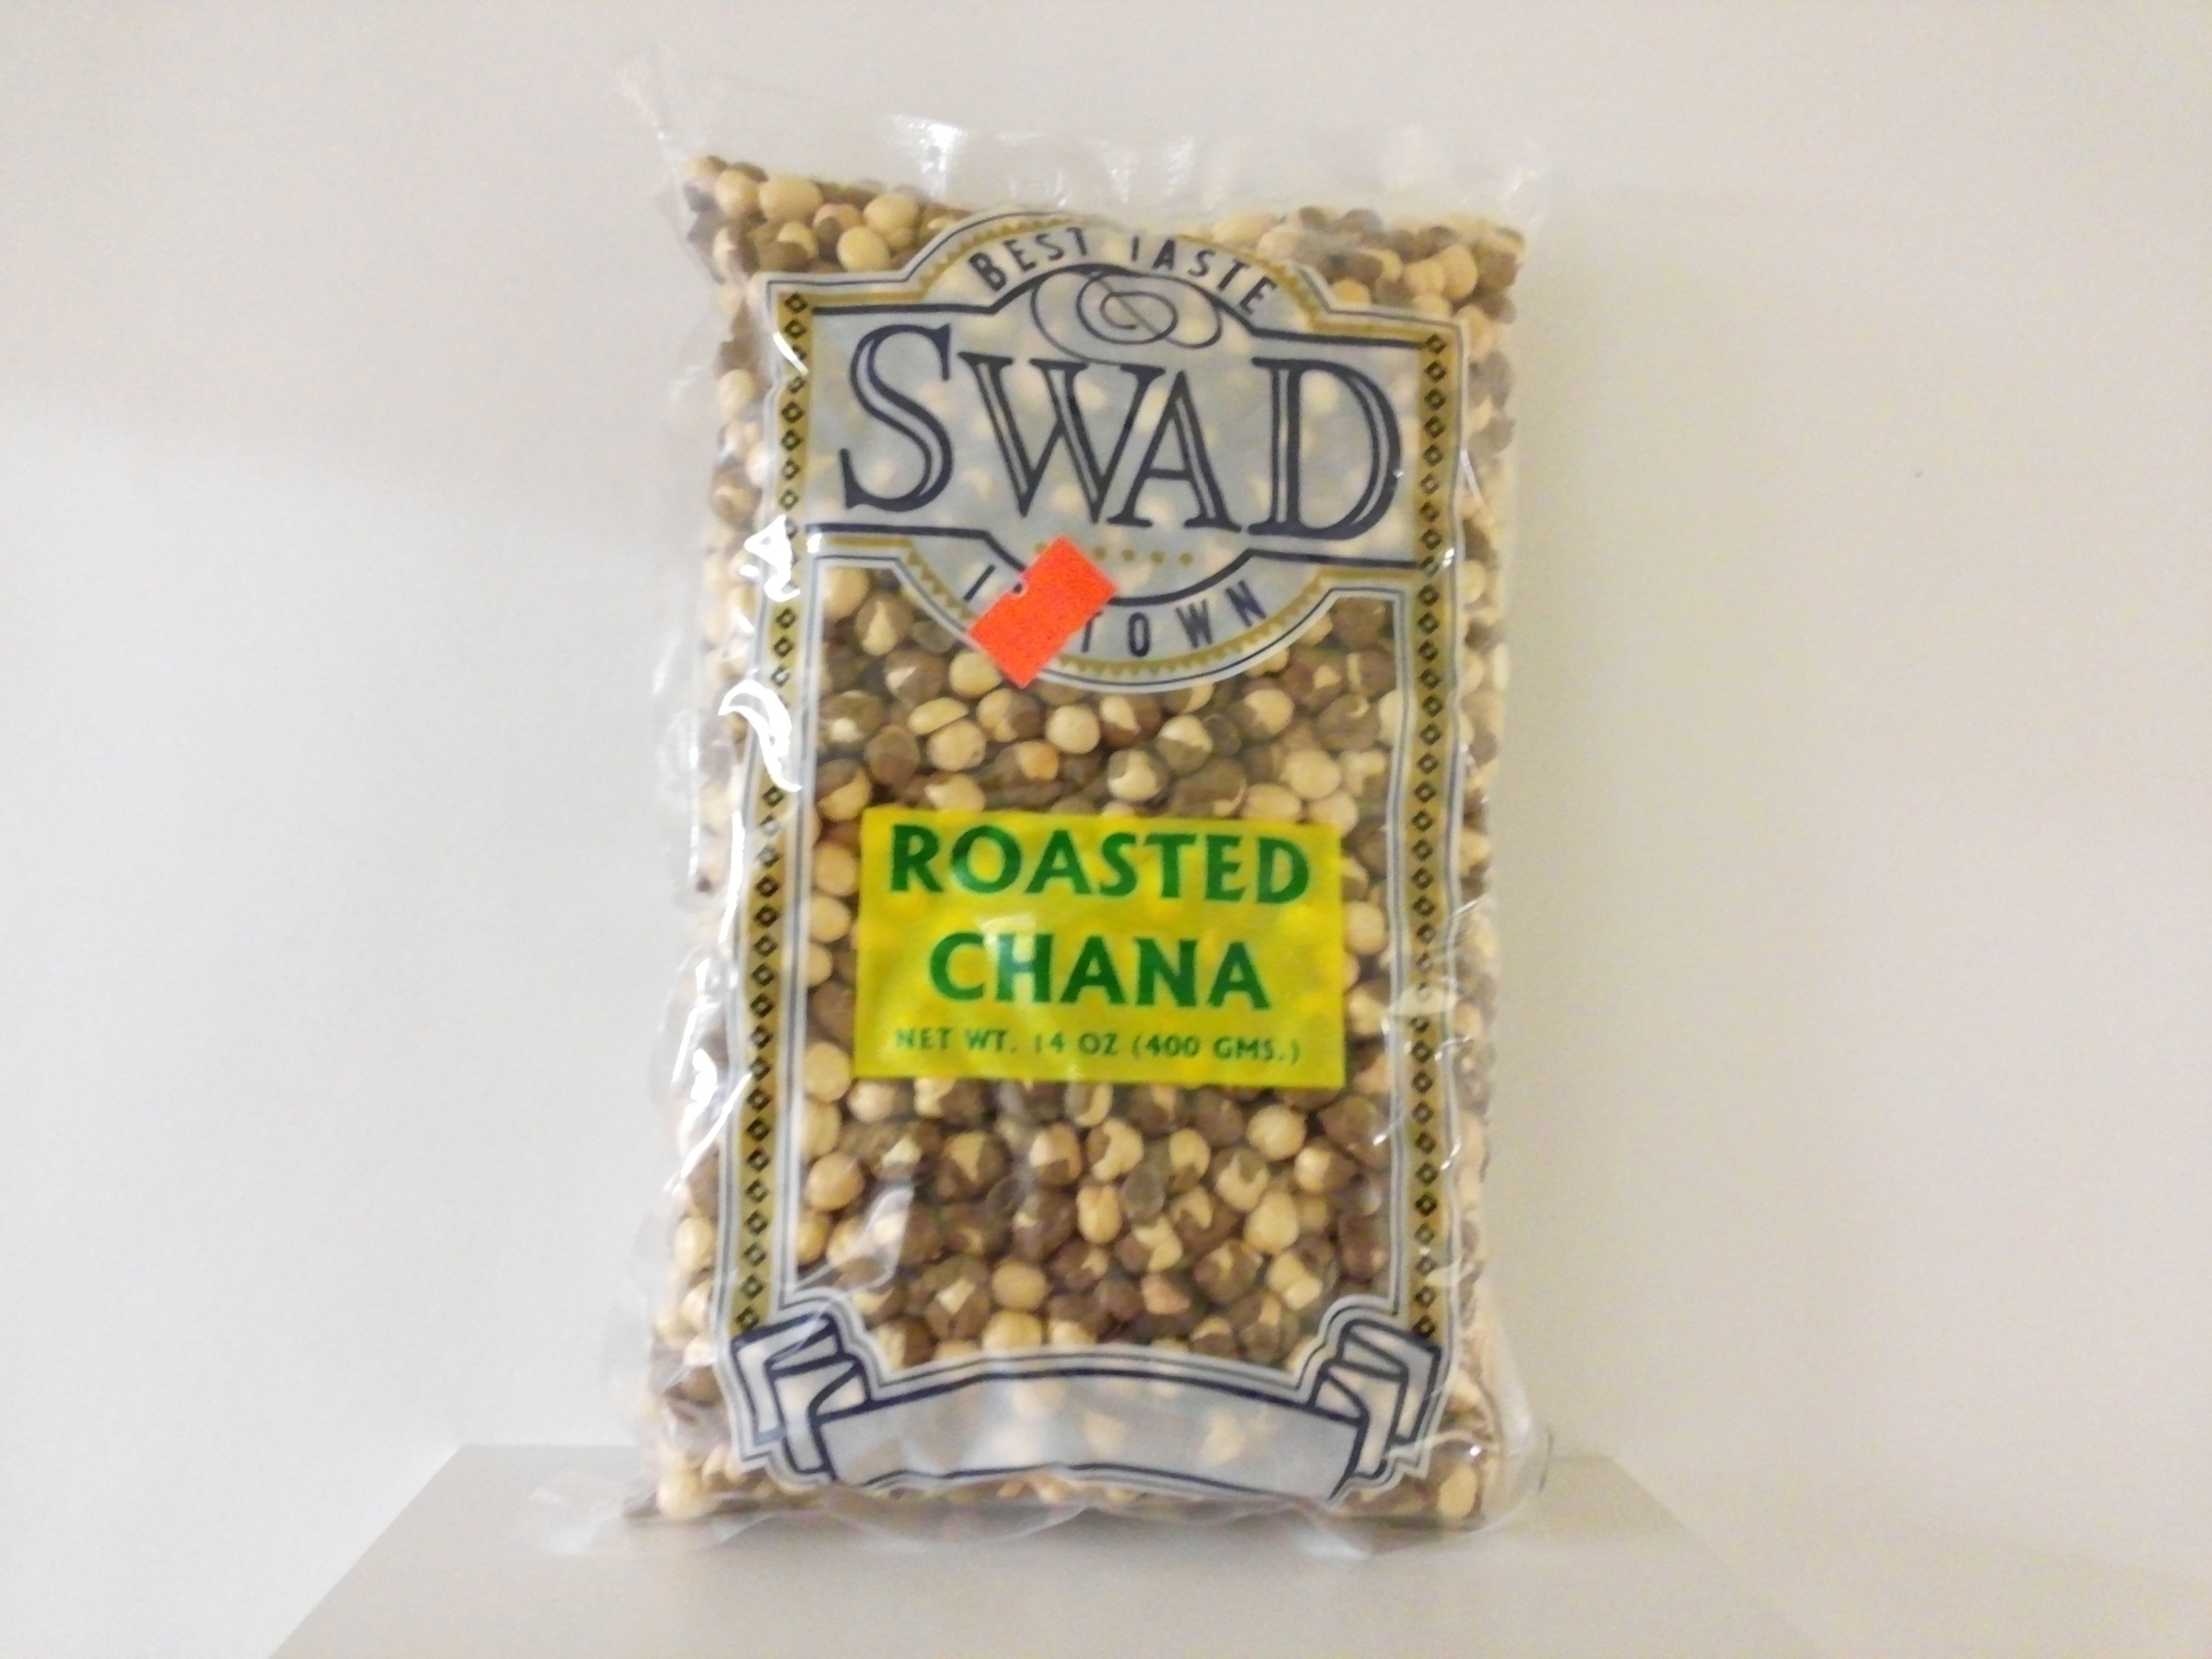 BEST TASTE
SWAD
TOWN
ROASTED
CHANA
NET WT. 14 OZ (400 GMS.)